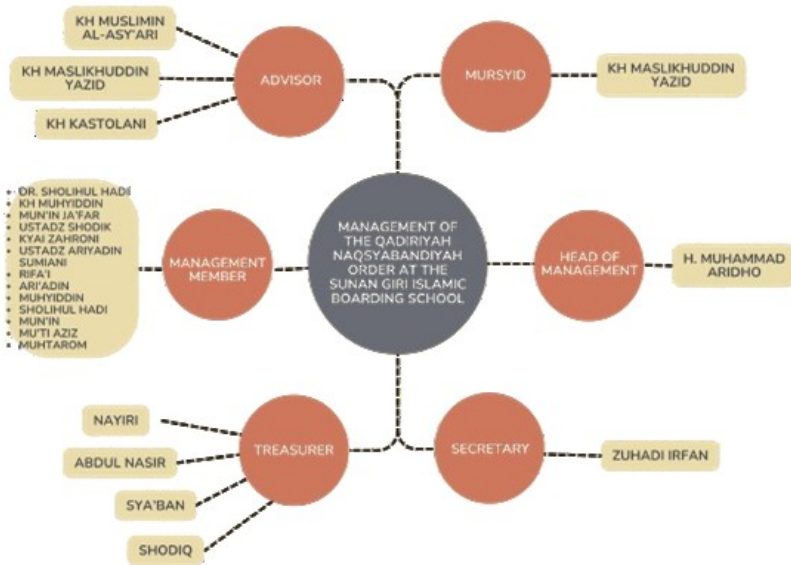 KH MUSLIMIN
AL-ASY'ARI
KH MASLIKHUDDIN
YAZID
KH KASTOLANI
ADVISOR
MURSYID
KH MASLIKHUDDIN
YAZID
• DR. SHOLIHUL HADI
• KH MUHYIDDIN
• MUN'IN JA'FAR
• USTADZ SHODIK
• KYAI ZAHRONI
• USTADZ ARIYADIN
SUMIANI
• RIFA'I
• ARI'ADIN
• MUHYIDDIN
• SHOLIHUL HADI
• MUN'IN
• MU'TI AZIZ
• MUHTAROM
MANAGEMENT
MEMBER
MANAGEMENT OF
THE QADIRIYAH
NAQSYABANDIYAH
ORDER AT THE
SUNAN GIRI ISLAMIC
BOARDING SCHOOL
HEAD OF
MANAGEMENT
H. MUHAMMAD
ARIDHO
NAYIRI
ABDUL NASIR
SYA'BAN
SHODIQ
TREASURER
SECRETARY
ZUHADI IRFAN